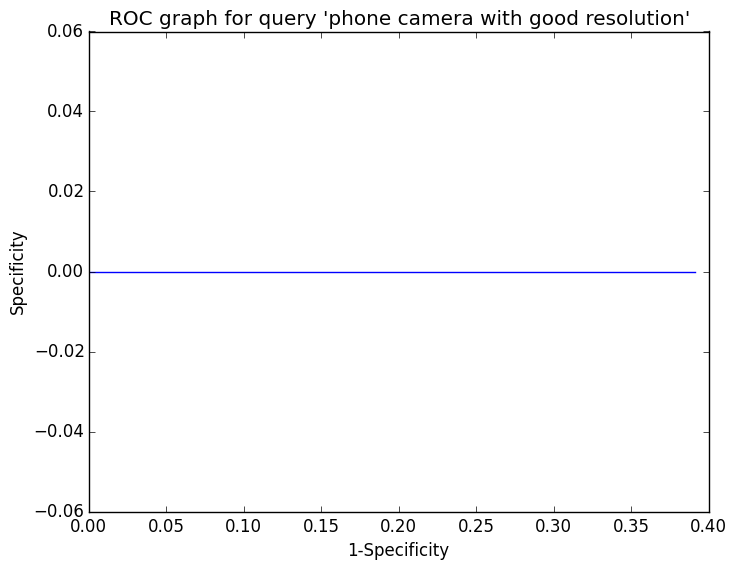 ROC graph for query 'phone camera with good resolution'
0.06
0.04
0.02
0.00
−0.02
−0.04
−0.06
Specificity
0.00 0.05 0.10 0.15 0.20 0.25 0.30 0.35 0.40
1-Specificity